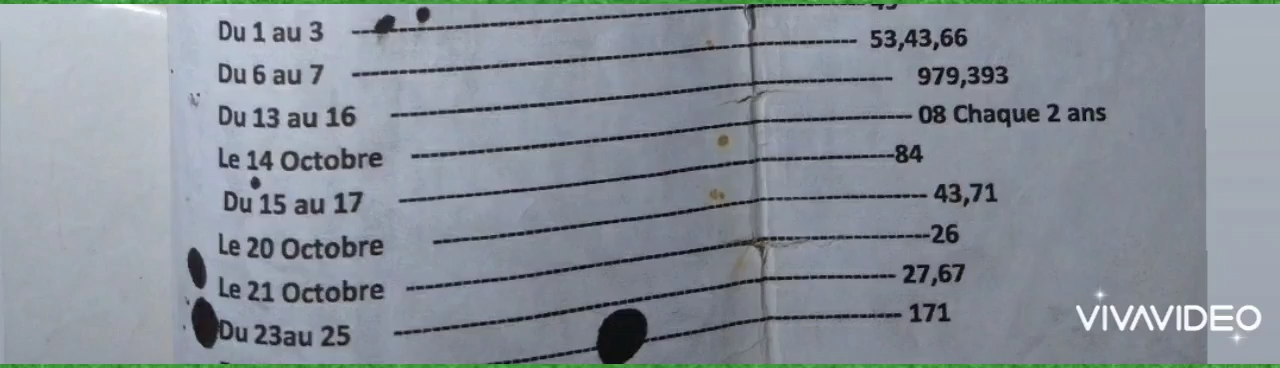 Du 1 au 3 --------------------
Du 6 au 7 -------------------- 53,43,66
Du 13 au 16 -------------------- 979,393
Le 14 Octobre -------------------- 08 Chaque 2 ans
Du 15 au 17 --------------------84
Le 20 Octobre -------------------- 43,71
Le 21 Octobre --------------------26
Du 23au 25 -------------------- 27,67
-------------------- 171
VIVAVIDEO